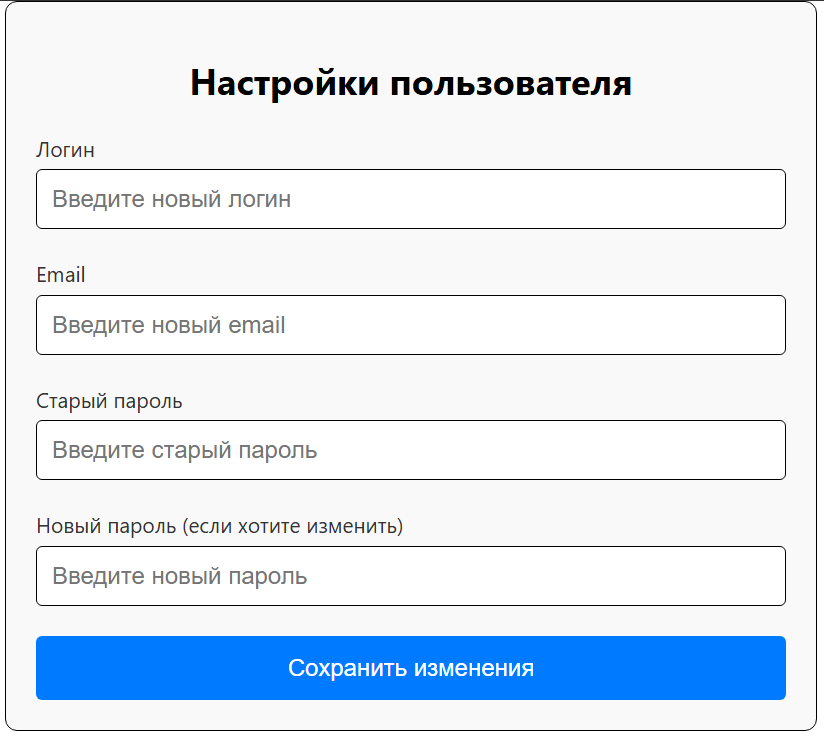 Настройки пользователя
Логин
Введите новый логин
Email
Введите новый email
Старый пароль
Введите старый пароль
Новый пароль (если хотите изменить)
Введите новый пароль
Сохранить изменения